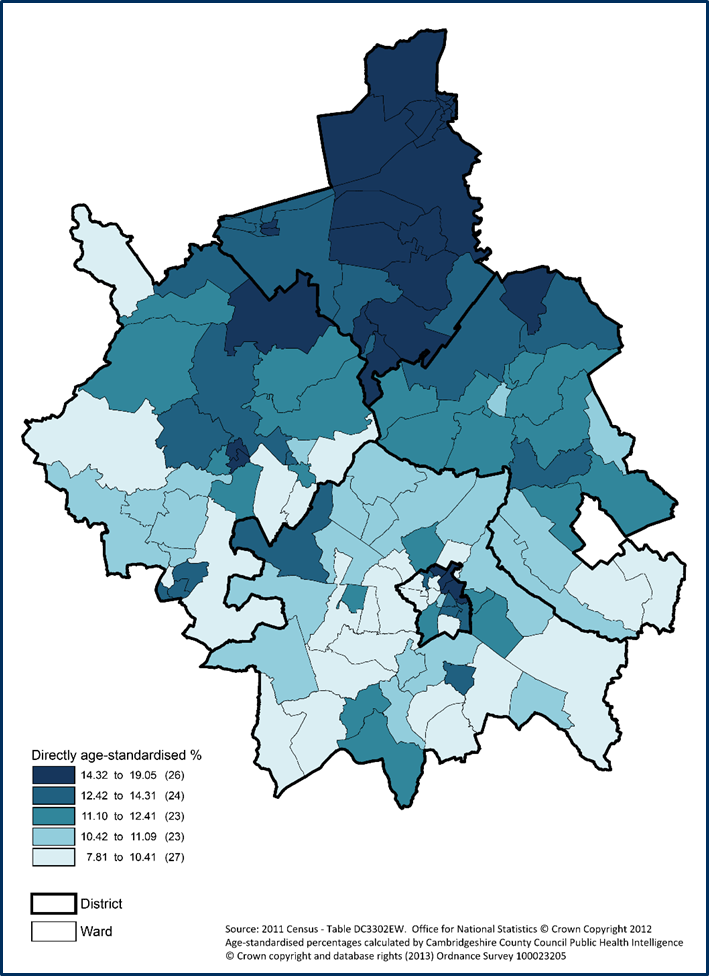 Directly age-standardised %
14.32 to 19.05 (26)
12.42 to 14.31 (24)
11.10 to 12.41 (23)
10.42 to 11.09 (23)
7.81 to 10.41 (27)
District
Ward
Source: 2011 Census - Table DC3302EW. Office for National Statistics © Crown Copyright 2012
Age-standardised percentages calculated by Cambridgeshire County Council Public Health Intelligence
© Crown copyright and database rights (2013) Ordnance Survey 100023205